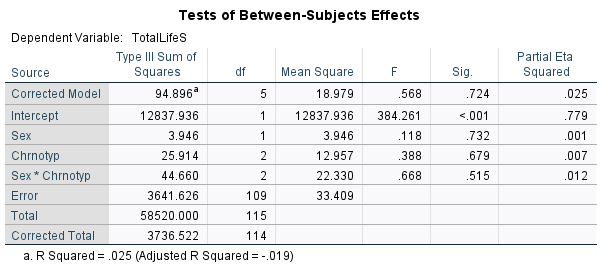 Tests of Between-Subjects Effects
Dependent Variable: TotalLifeS
Source Type III Sum of Squares df Mean Square F Sig. Partial Eta Squared
Corrected Model 94.896a 5 18.979 .568 .724 .025
Intercept 12837.936 1 12837.936 384.261 <.001 .779
Sex 3.946 1 3.946 .118 .732 .001
Chrnotyp 25.914 2 12.957 .388 .679 .007
Sex * Chrnotyp 44.660 2 22.330 .668 .515 .012
Error 3641.626 109 33.409
Total 58520.000 115
Corrected Total 3736.522 114
a. R Squared = .025 (Adjusted R Squared = -.019)